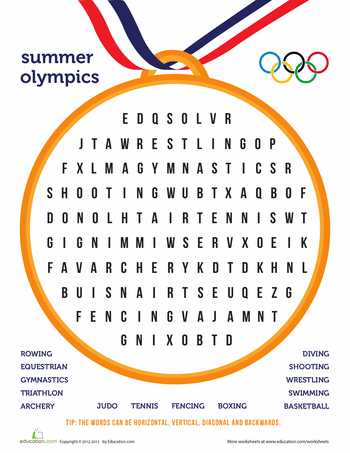 summer
olympics
E D Q S O L V R
J T A W R E S T L I N G O P
F X L M A G Y M N A S T I C S R
S H O O T I N G W U B T X A Q B O F
D O N O L H T A I R T E N N I S W T
G I G N I M M I W S E R V X O E I K
F A V A R C H E R Y K D T D K H N L
B U I S N A I R T S E U Q E Z G
F E N C I N G V A J A M N T
G N I X O B T D
ROWING
EQUESTRIAN
GYMNASTICS
TRIATHLON
ARCHERY
JUDO TENNIS FENCING BOXING
DIVING
SHOOTING
WRESTLING
SWIMMING
BASKETBALL
TIP: THE WORDS CAN BE HORIZONTAL, VERTICAL, DIAGONAL AND BACKWARDS.
education.com Copyright © 2012-2013 by Education.com
More worksheets at www.education.com/worksheets